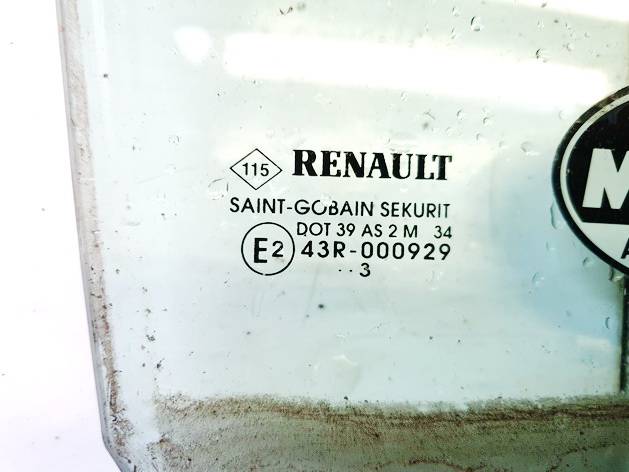 115 RENAULT
SAINT-GOBAIN SEKURIT
DOT 39 AS 2 M 34
E2 43R-000929
. . 3
M
A